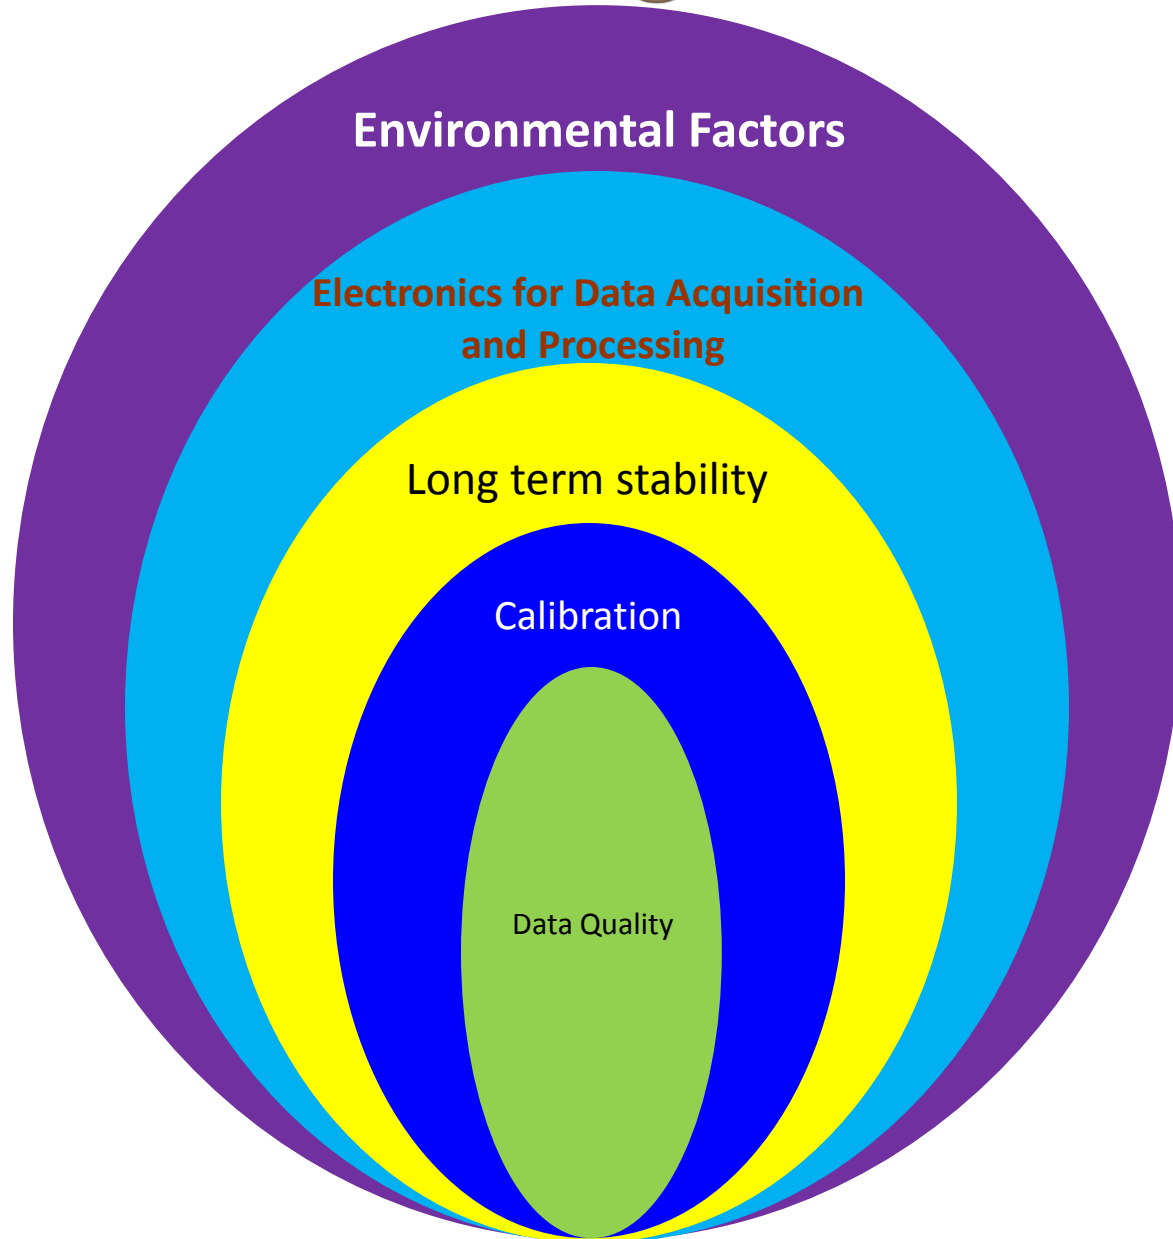 Environmental Factors
Electronics for Data Acquisition
and Processing
Long term stability
Calibration
Data Quality